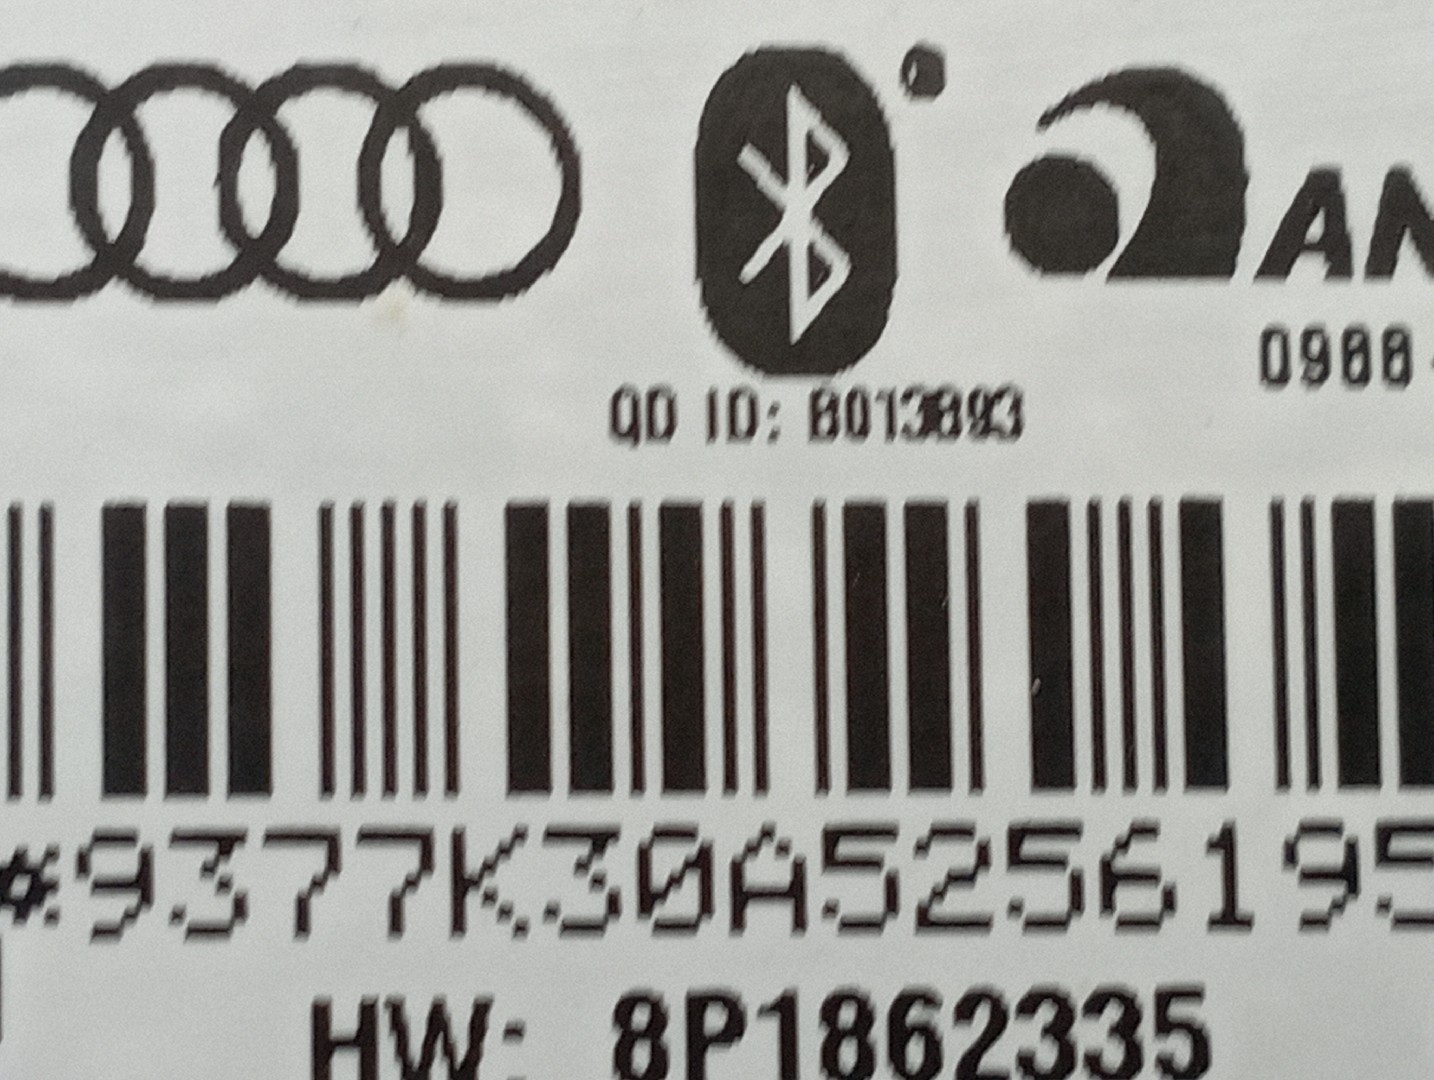 AN
0988
QD ID: B013893
*9377K30A5256195
HW: 8P1862335